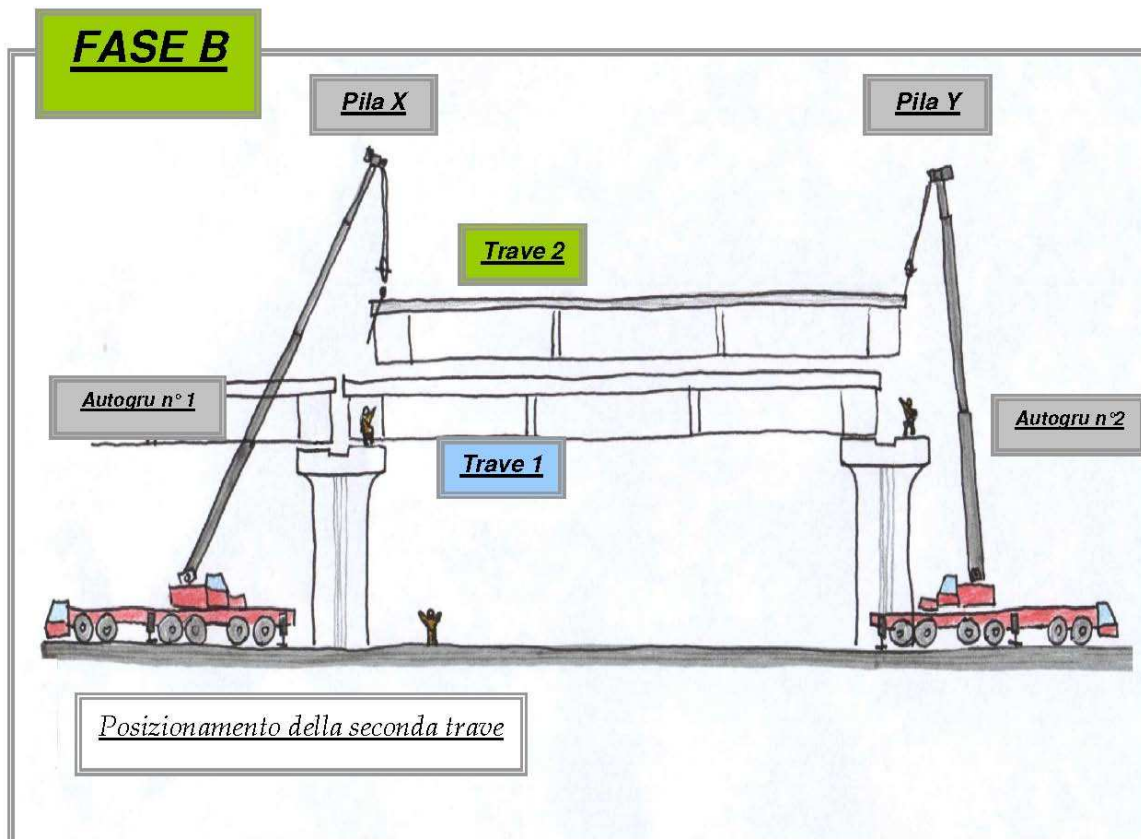 FASE B
Pila X
Pila Y
Trave 2
Autogru n° 1
Autogru n°2
Trave 1
Posizionamento della seconda trave